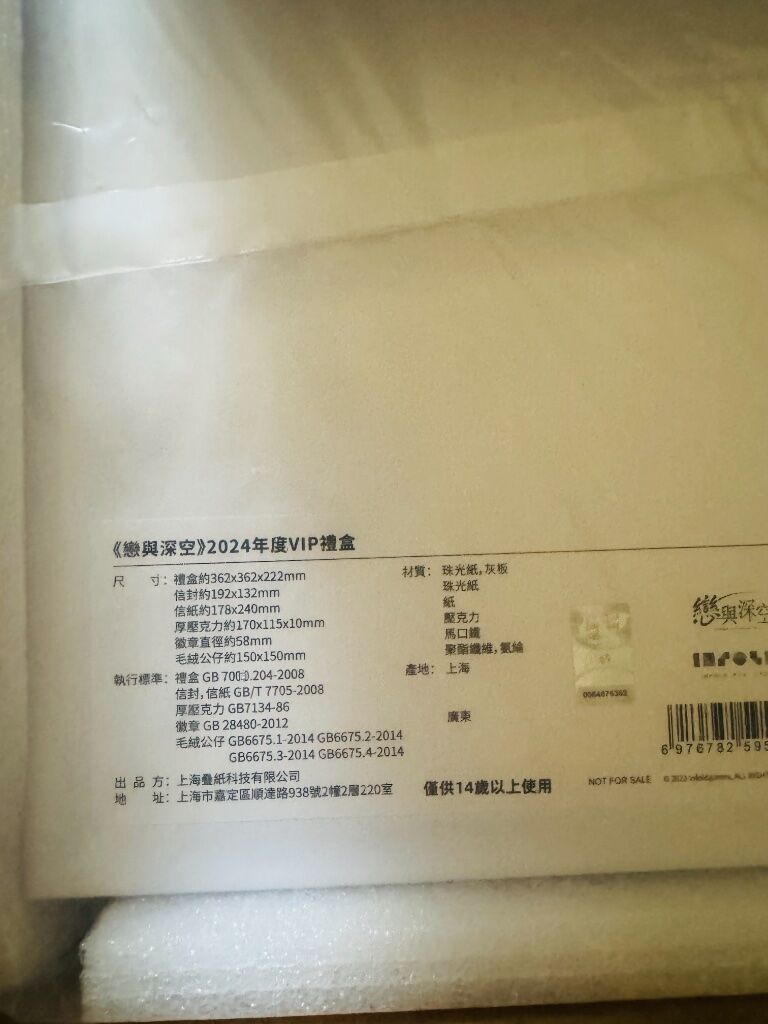 《戀與深空》2024年度VIP禮盒
尺 寸：禮盒約362x362x222mm
信封約192x132mm
信紙約178x240mm
厚壓克力約170x115x10mm
徽章直徑約58mm
毛絨公仔約150x150mm
材質：珠光紙，灰板
珠光紙
紙
壓克力
馬口鐵
聚酯纖維，氨綸
執行標準：禮盒 GB .204-2008
信封，信紙 GB/T 7705-2008
厚壓克力 GB7134-86
徽章 GB 28480-2012
毛絨公仔 GB6675.1-2014 GB6675.2-2014
GB6675.3-2014 GB6675.4-2014
產地：上海
廣東
出 品 方：上海疊紙科技有限公司
地 址：上海市嘉定區順達路938號2幢2層220室
僅供14歲以上使用
NOT FOR SALE
戀與深空
6 976782 595